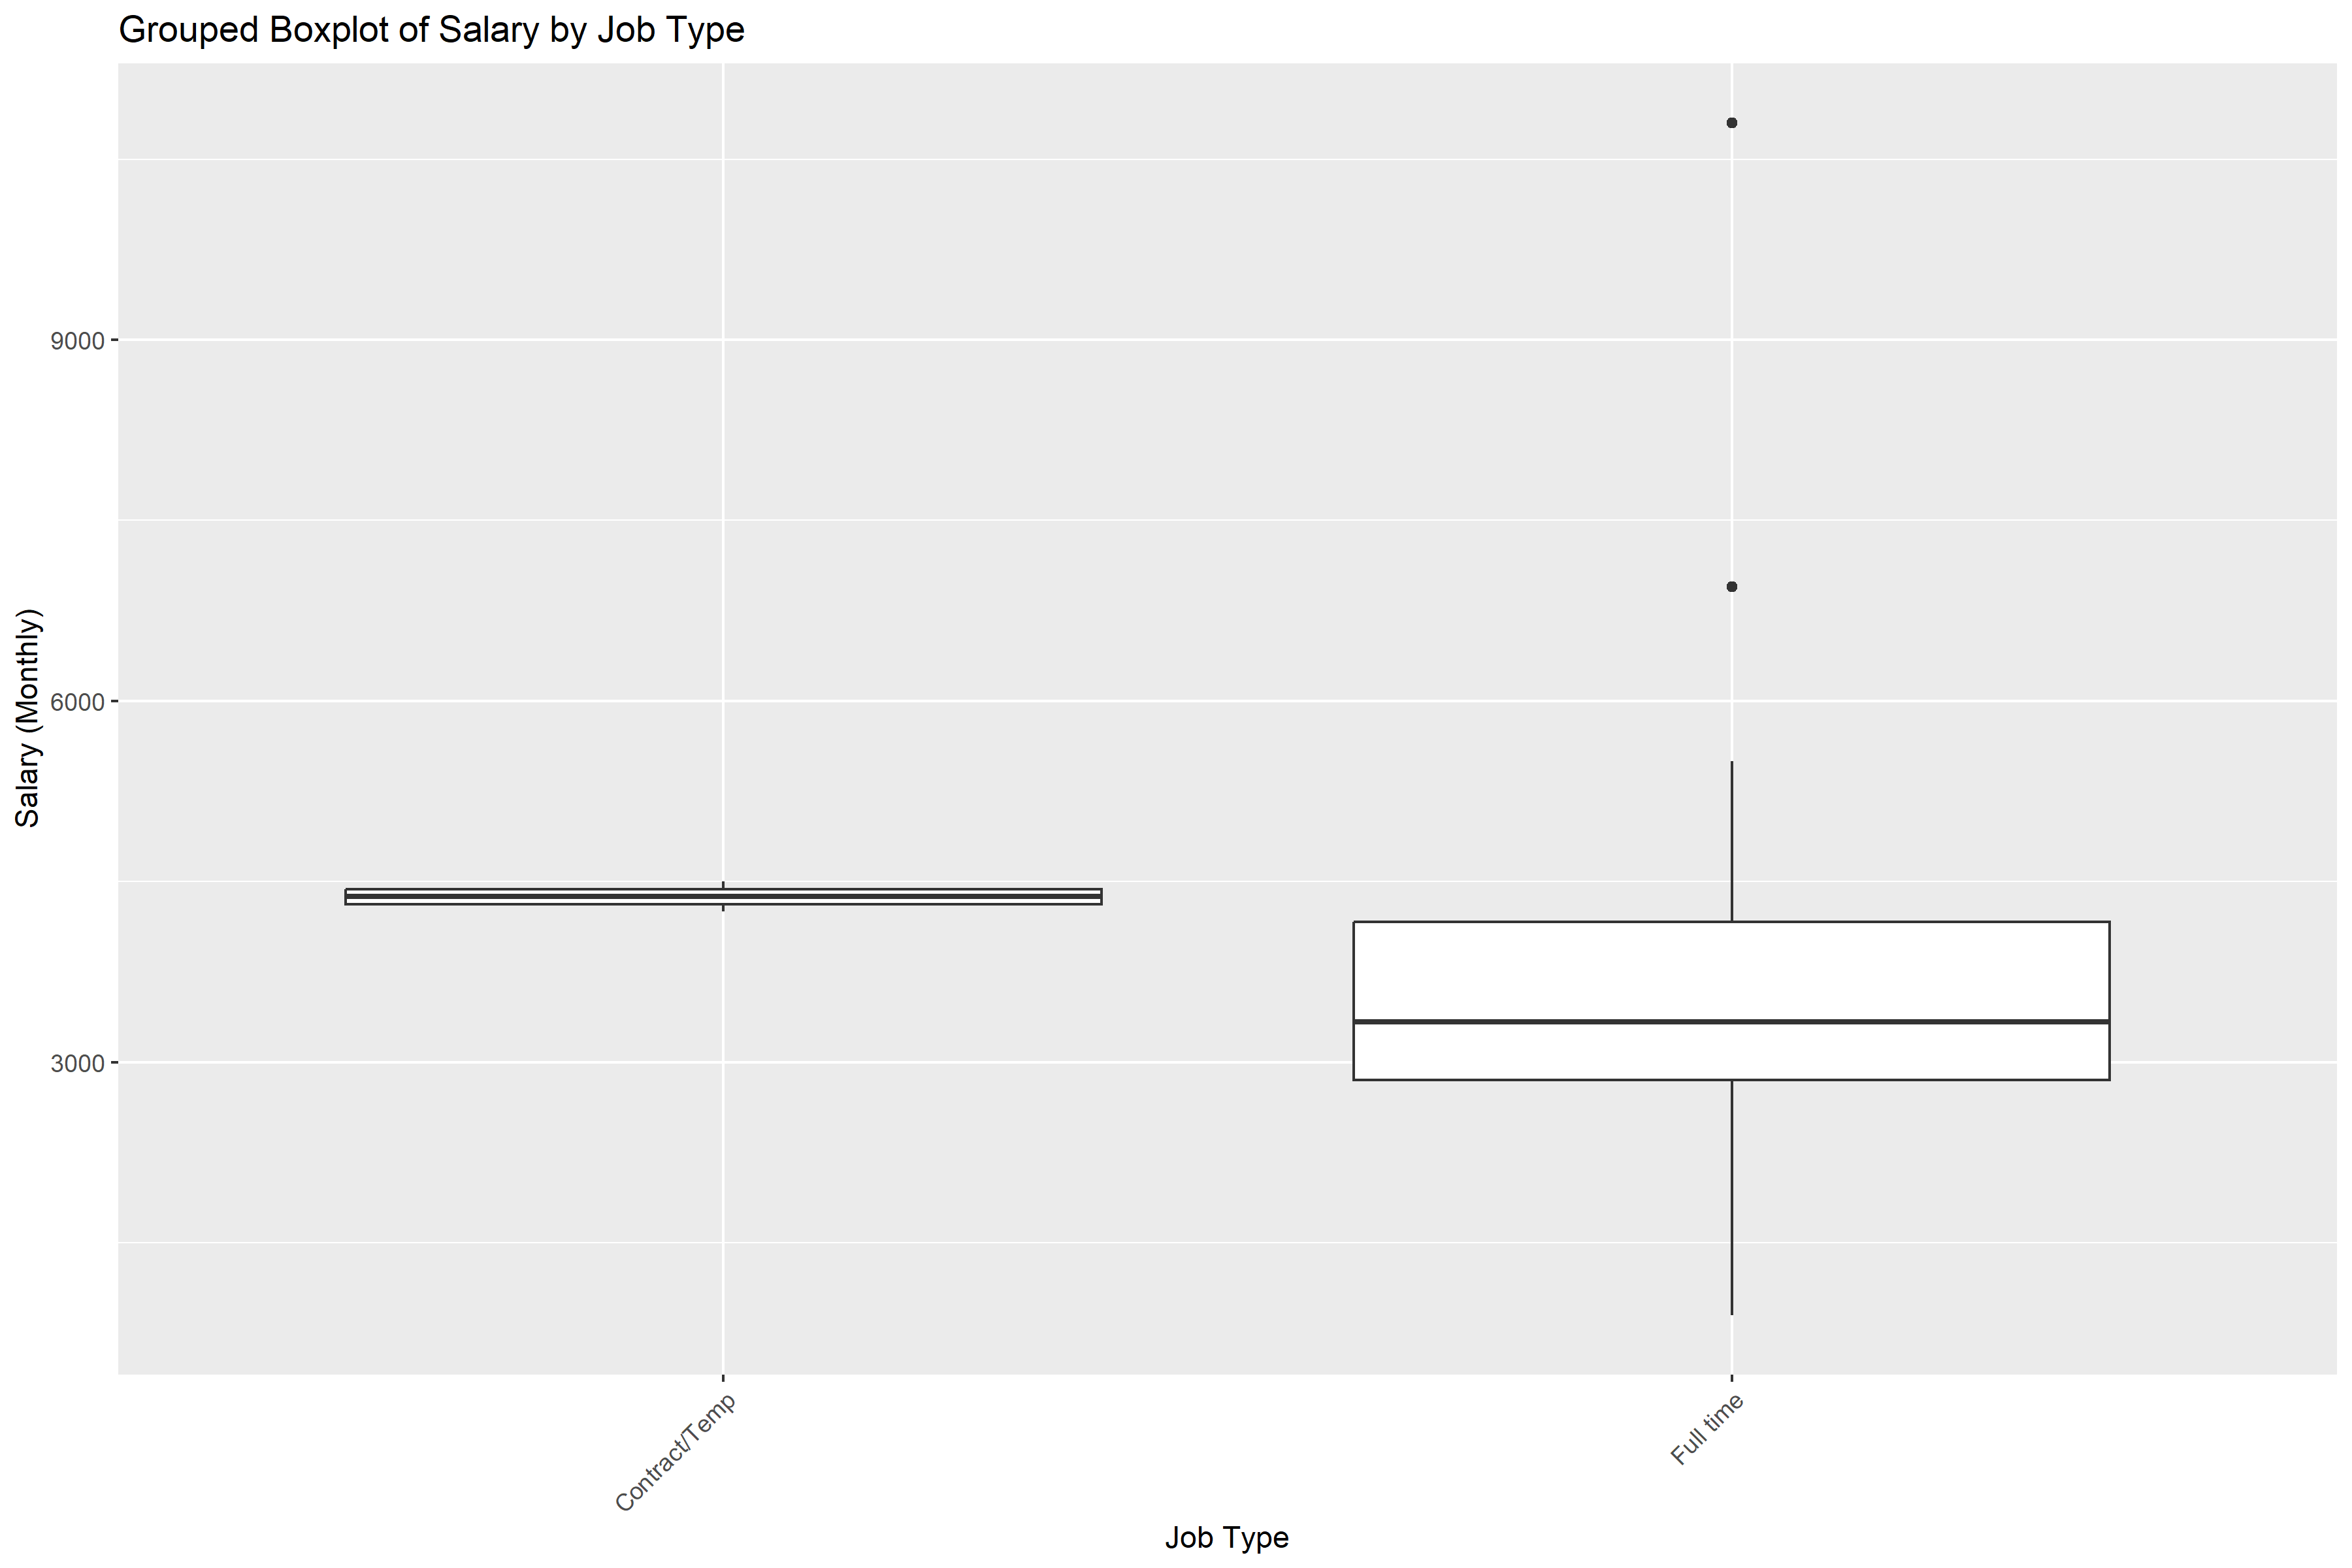 Grouped Boxplot of Salary by Job Type
Salary (Monthly)
9000
6000
3000
Contract/Temp
Full time
Job Type